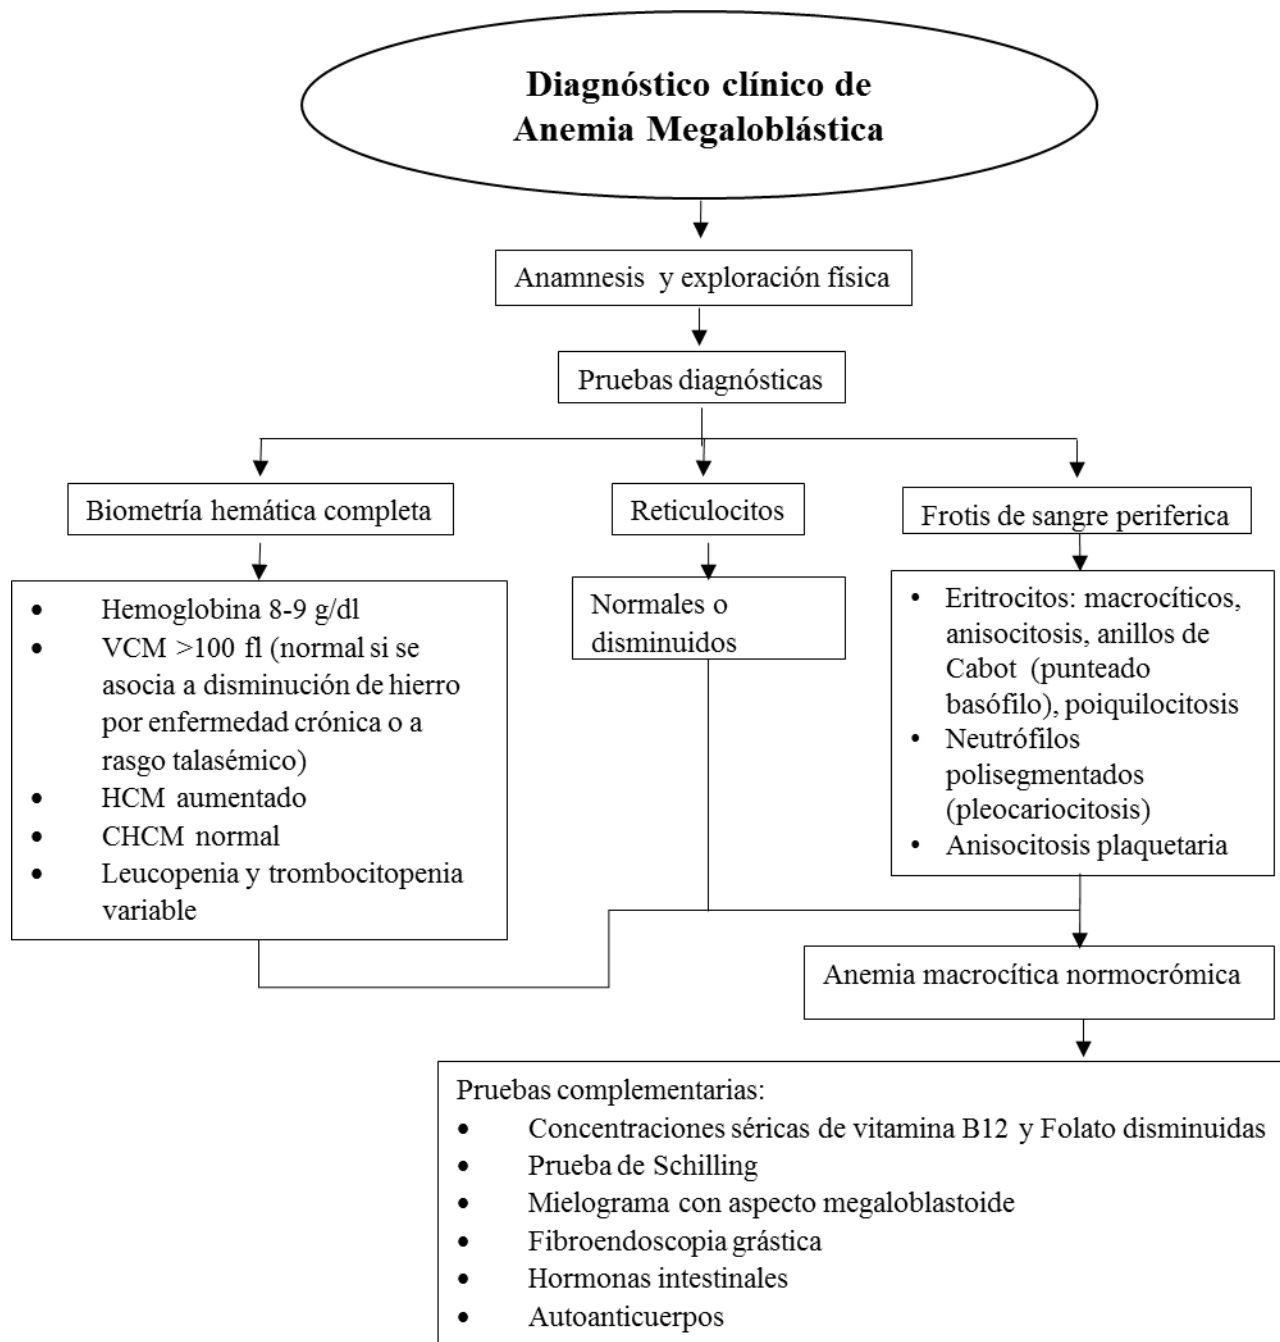 Diagnóstico clínico de
Anemia Megaloblástica
Anamnesis y exploración física
Pruebas diagnósticas
Biometría hemática completa
Reticulocitos
Frotis de sangre periferica
• Hemoglobina 8-9 g/dl
• VCM >100 fl (normal si se
asocia a disminución de hierro
por enfermedad crónica o a
rasgo talasémico)
• HCM aumentado
• CHCM normal
• Leucopenia y trombocitopenia
variable
Normales o
disminuidos
• Eritrocitos: macrocíticos,
anisocitosis, anillos de
Cabot (punteado
basófilo), poiquilocitosis
• Neutrófilos
polisegmentados
(pleocariocitosis)
• Anisocitosis plaquetaria
Anemia macrocítica normocrómica
Pruebas complementarias:
• Concentraciones séricas de vitamina B12 y Folato disminuidas
• Prueba de Schilling
• Mielograma con aspecto megaloblastoide
• Fibroendoscopia grástica
• Hormonas intestinales
• Autoanticuerpos